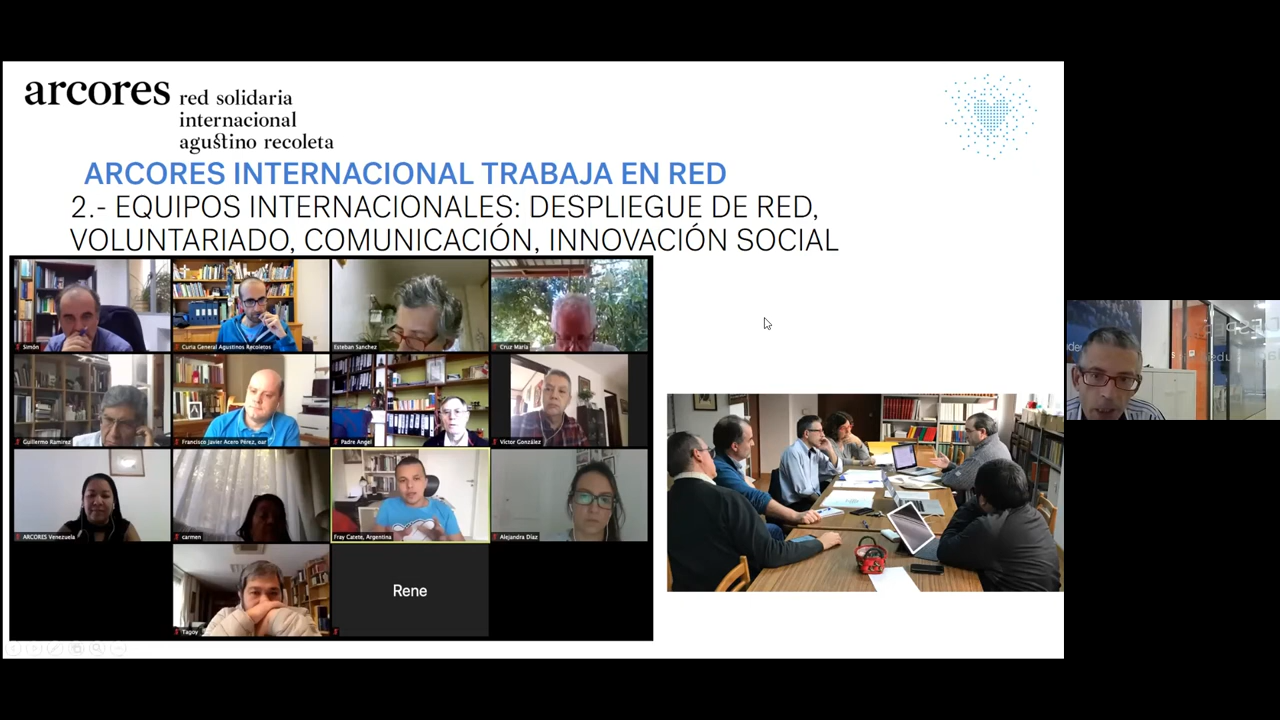 arcores
red solidaria
internacional
agustino recoleta
ARCORES INTERNACIONAL TRABAJA EN RED
2.- EQUIPOS INTERNACIONALES: DESPLIEGUE DE RED,
VOLUNTARIADO, COMUNICACIÓN, INNOVACIÓN SOCIAL
Simón
Curia General Agustinos Recoletos
Esteban Sanchez
Cruz María
Guillermo Ramirez
Francisco Javier Acero Pérez, oar
Padre Angel
Víctor González
ARCORES Venezuela
carmen
Fray Catete, Argentina
Alejandra Díaz
Tagoy
Rene